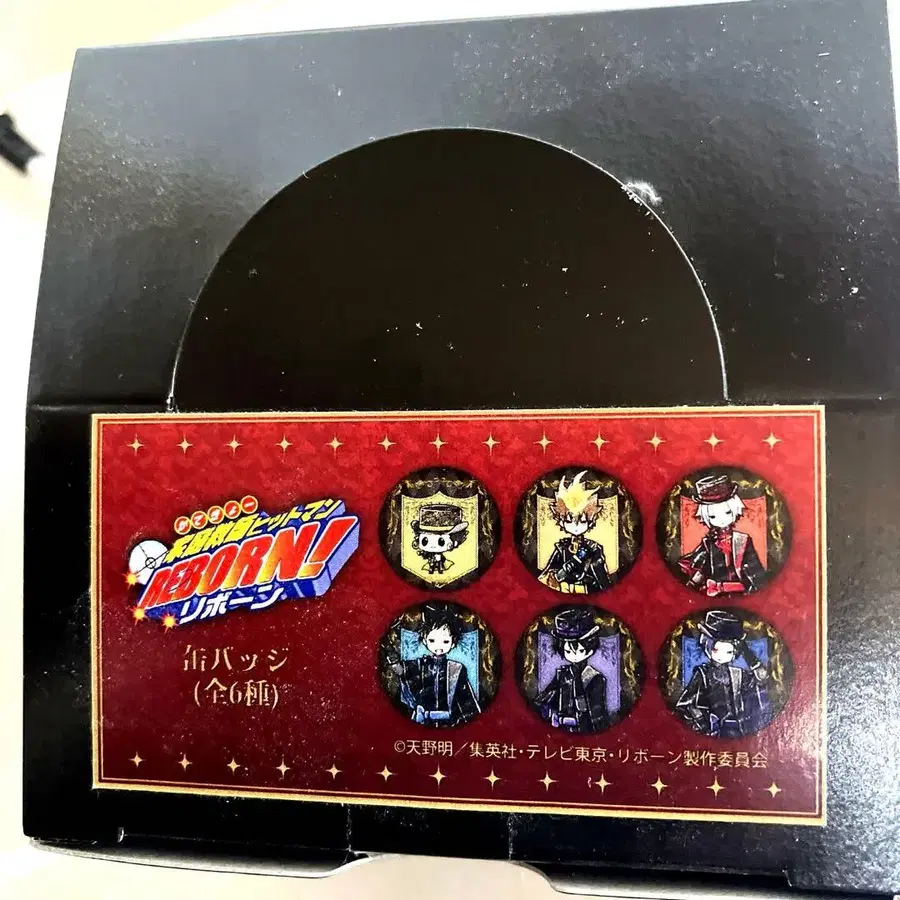 かてきょー
家庭教師ヒットマン
REBORN!
リボーン
缶バッジ
(全6種)
©天野明／集英社・テレビ東京・リボーン製作委員会